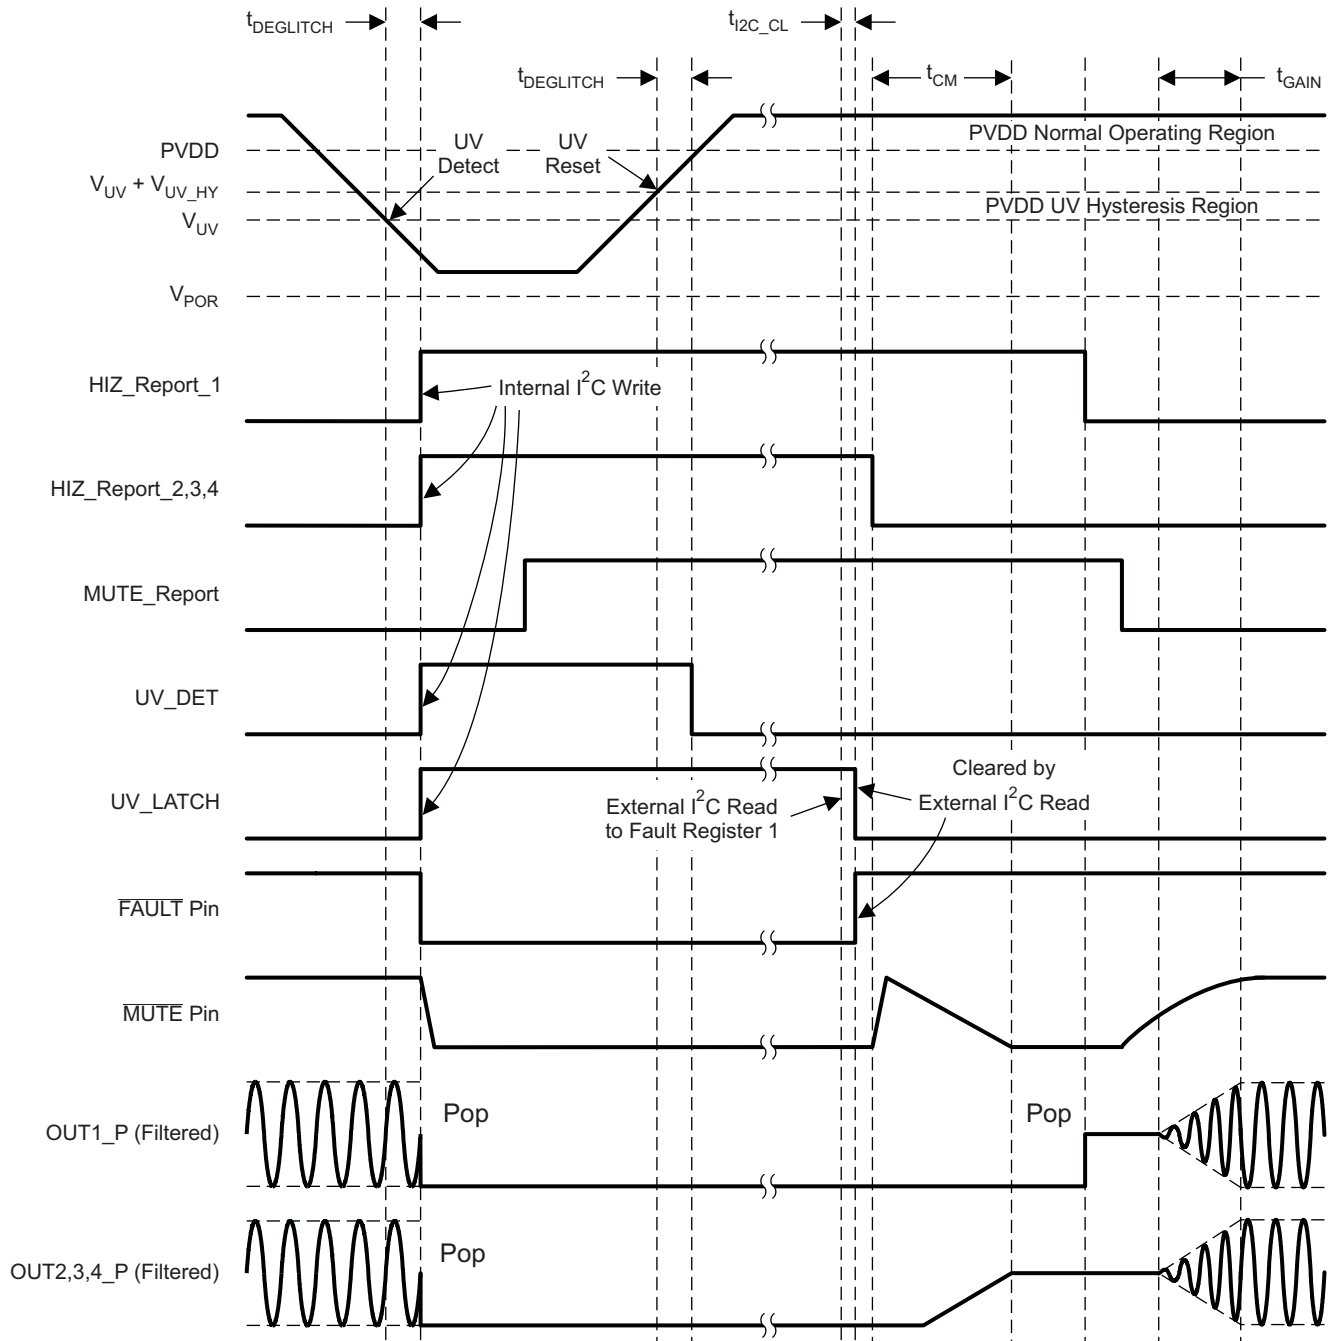 tDEGLITCH
tI2C_CL
tDEGLITCH
tCM
tGAIN
PVDD Normal Operating Region
PVDD
UV
Detect
UV
Reset
VUV + VUV_HY
PVDD UV Hysteresis Region
VUV
VPOR
HIZ_Report_1
Internal I2C Write
HIZ_Report_2,3,4
MUTE_Report
UV_DET
UV_LATCH
External I2C Read
to Fault Register 1
Cleared by
External I2C Read
FAULT Pin
MUTE Pin
OUT1_P (Filtered)
Pop
Pop
OUT2,3,4_P (Filtered)
Pop